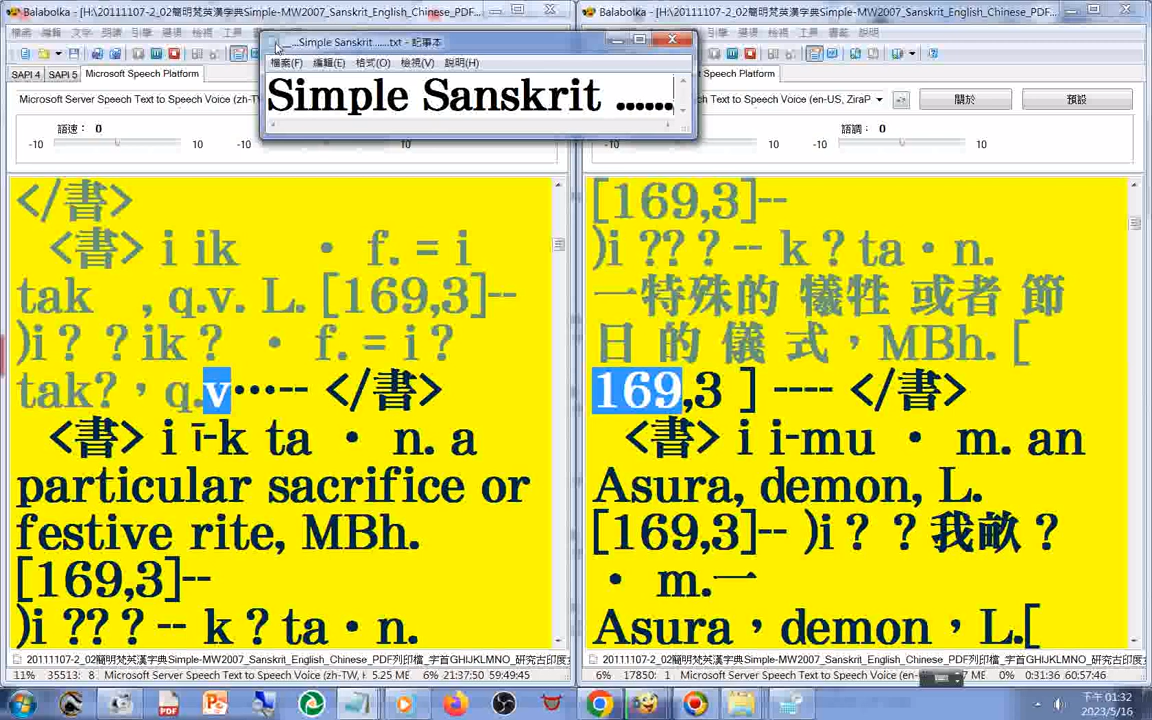 Balabolka - [H:\20111107-2_02簡明梵英漢字典Simple-MW2007_Sanskrit_English_Chinese_PDF...
Balabolka - [H:\20111107-2_02簡明梵英漢字典Simple-MW2007_Sanskrit_English_Chinese_PDF...
...Simple Sanskrit ......txt - 記事本
檔案(F) 編輯(E) 格式(O) 檢視(V) 說明(H)
Simple Sanskrit ......
SAPI 4 SAPI 5 Microsoft Speech Platform
Microsoft Server Speech Text to Speech Voice (zh-TW
語速： 0
-10 10 10
t Speech Platform
ch Text to Speech Voice (en-US, ZiraP 關於 預設
語調： 0
-10 10
</書>
<書> i ik • f. = i
tak , q.v. L. [169,3]--
)i？？ik？ • f. = i？
tak?，q.v…-- </書>
<書> i ī-k ta • n. a
particular sacrifice or
festive rite, MBh.
[169,3]--
)i ??？-- k？ta • n.
[169,3]--
)i ??？-- k？ta • n.
一特殊的 犧牲 或者 節
日 的 儀 式，MBh. [
169,3 ] ---- </書>
<書> i i-mu • m. an
Asura, demon, L.
[169,3]-- )i？？我畝？
• m.一
Asura，demon，L.[
20111107-2_02簡明梵英漢字典Simple-MW2007_Sanskrit_English_Chinese_PDF列印檔_字首GHIJKLMNO_研究古印度
11% 35513: 8 Microsoft Server Speech Text to Speech Voice (zh-TW, 5.25 ME 6% 21:37:50 59:49:45
20111107-2_02簡明梵英漢字典Simple-MW2007_Sanskrit_English_Chinese_PDF列印檔_字首GHIJKLMNO_研究古印度
6% 17850: 1 Microsoft Server Speech Text to Speech Voice 0% 0:31:36 60:57:46
下午 01:32
2023/5/16